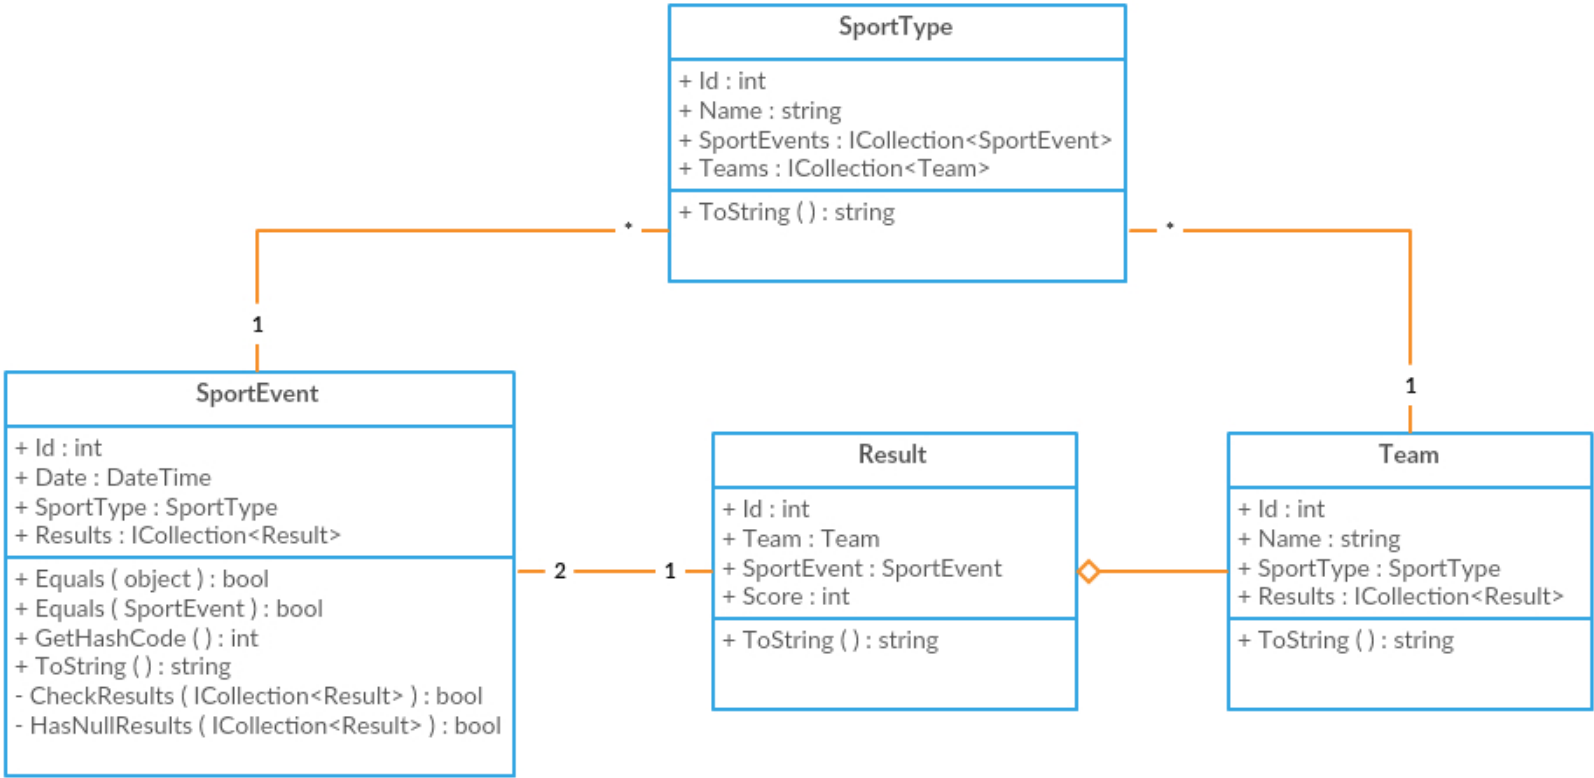 SportType
+ Id : int
+ Name : string
+ SportEvents : ICollection<SportEvent>
+ Teams : ICollection<Team>
+ ToString ( ) : string
*
*
1
1
SportEvent
+ Id : int
+ Date : DateTime
+ SportType : SportType
+ Results : ICollection<Result>
+ Equals ( object ) : bool
+ Equals ( SportEvent ) : bool
+ GetHashCode ( ) : int
+ ToString ( ) : string
- CheckResults ( ICollection<Result> ) : bool
- HasNullResults ( ICollection<Result> ) : bool
2
1
Result
+ Id : int
+ Team : Team
+ SportEvent : SportEvent
+ Score : int
+ ToString ( ) : string
Team
+ Id : int
+ Name : string
+ SportType : SportType
+ Results : ICollection<Result>
+ ToString ( ) : string